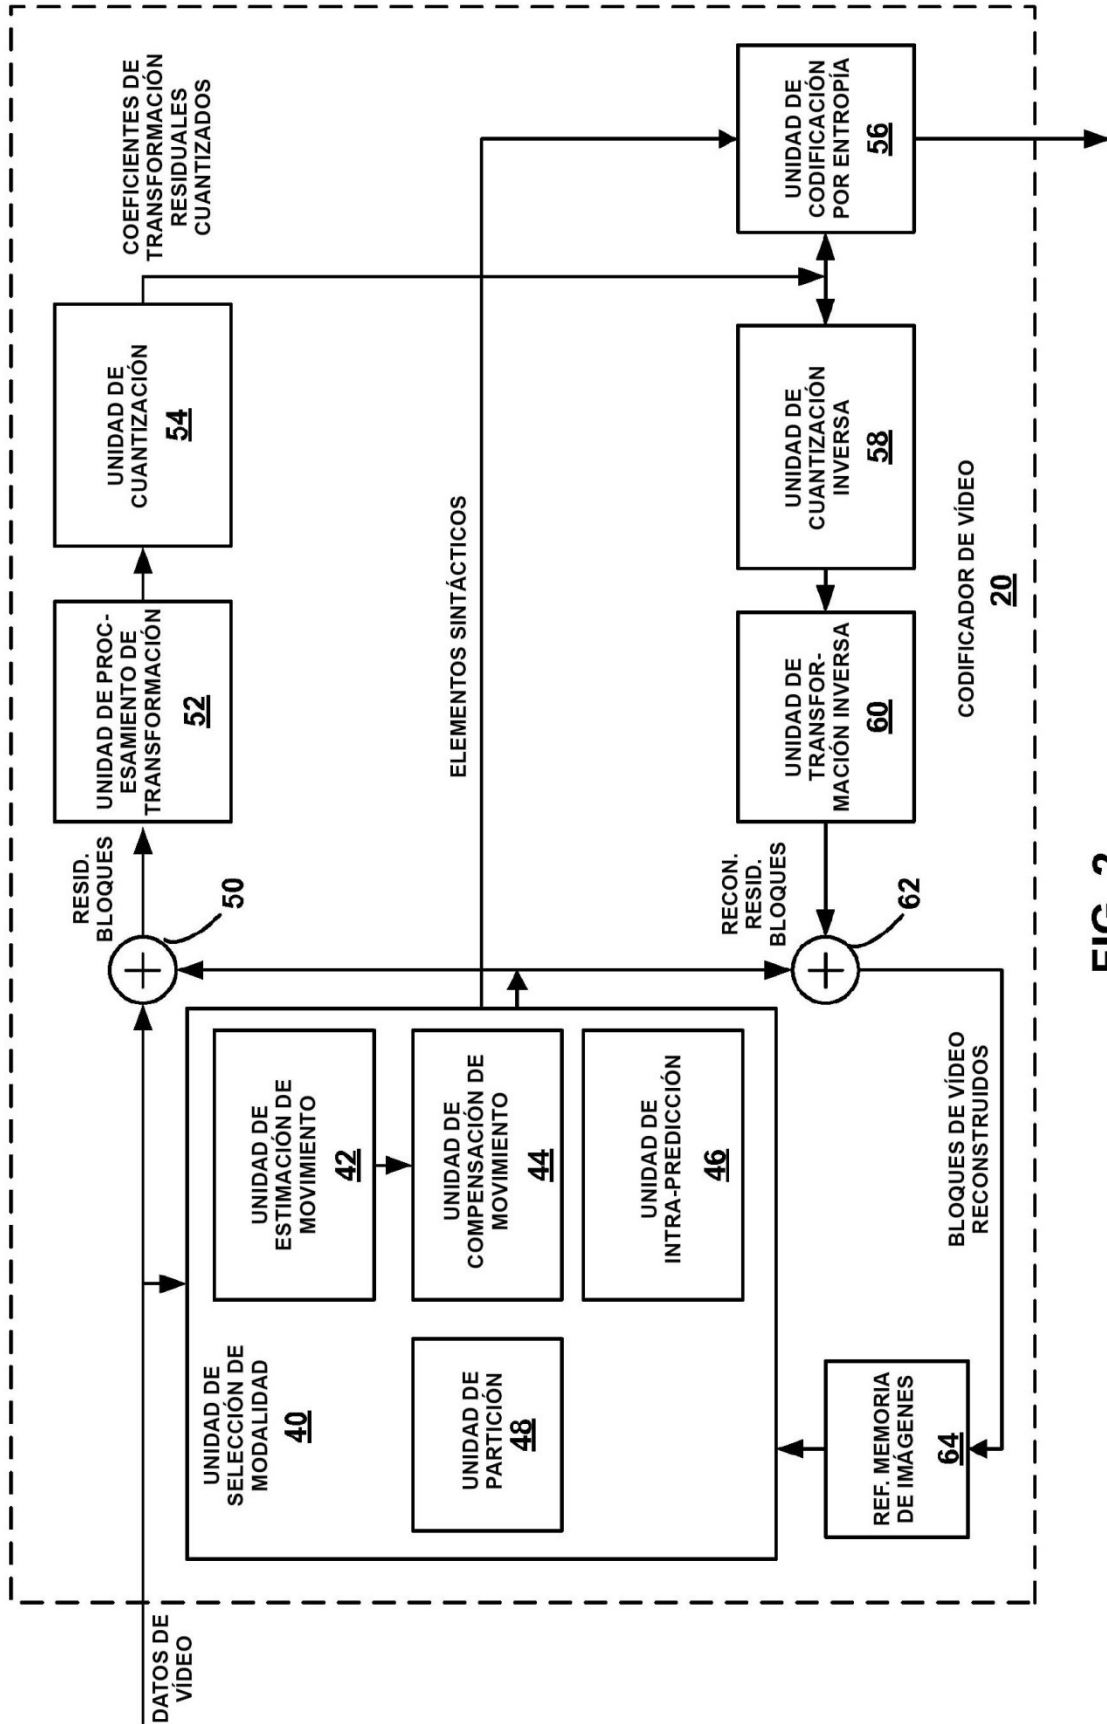 DATOS DE
VÍDEO
UNIDAD DE
SELECCIÓN DE
MODALIDAD
40
UNIDAD DE
ESTIMACIÓN DE
MOVIMIENTO
42
UNIDAD DE
COMPENSACIÓN DE
MOVIMIENTO
44
UNIDAD DE
INTRA-PREDICCIÓN
46
UNIDAD DE
PARTICIÓN
48
REF. MEMORIA
DE IMÁGENES
64
RESID.
BLOQUES
50
UNIDAD DE PROC-
ESAMIENTO DE
TRANSFORMACIÓN
52
UNIDAD DE
CUANTIZACIÓN
54
COEFICIENTES DE
TRANSFORMACIÓN
RESIDUALES
CUANTIZADOS
ELEMENTOS SINTÁCTICOS
UNIDAD DE
CODIFICACIÓN
POR ENTROPÍA
56
UNIDAD DE
CUANTIZACIÓN
INVERSA
58
UNIDAD DE
TRANSFOR-
MACIÓN INVERSA
60
RECON.
RESID.
BLOQUES
62
BLOQUES DE VÍDEO
RECONSTRUIDOS
CODIFICADOR DE VÍDEO
20